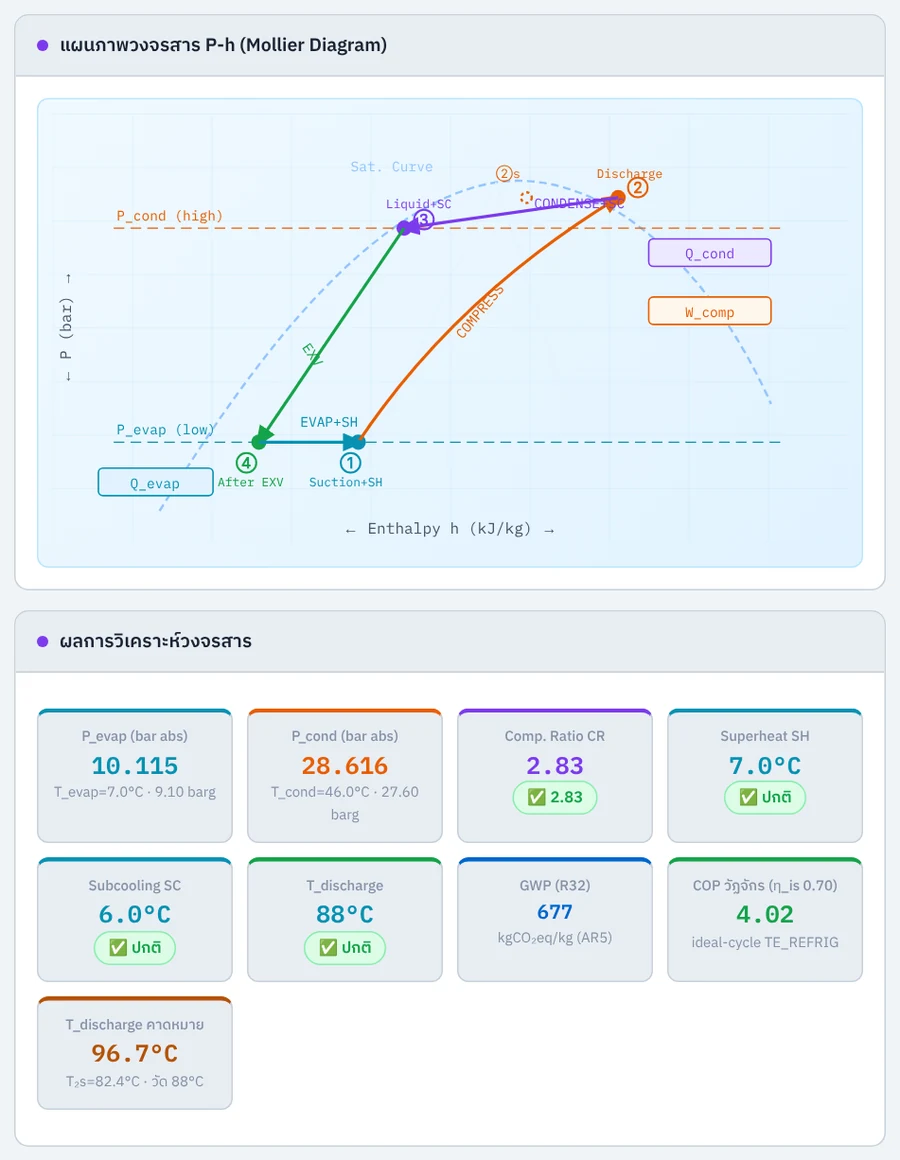 แผนภาพวงจรสาร P-h (Mollier Diagram)
Sat. Curve
②s
Discharge
②
Liquid+SC
CONDENSE+SC
③
P_cond (high)
Q_cond
W_comp
COMPRESS
← P (bar) →
EXV
P_evap (low)
EVAP+SH
④
①
Q_evap
After EXV
Suction+SH
← Enthalpy h (kJ/kg) →
ผลการวิเคราะห์วงจรสาร
P_evap (bar abs)
10.115
T_evap=7.0°C · 9.10 barg
P_cond (bar abs)
28.616
T_cond=46.0°C · 27.60
barg
Comp. Ratio CR
2.83
✅ 2.83
Superheat SH
7.0°C
✅ ปกติ
Subcooling SC
6.0°C
✅ ปกติ
T_discharge
88°C
✅ ปกติ
GWP (R32)
677
kgCO₂eq/kg (AR5)
COP วัฏจักร (η_is 0.70)
4.02
ideal-cycle TE_REFRIG
T_discharge คาดหมาย
96.7°C
T₂s=82.4°C · วัด 88°C